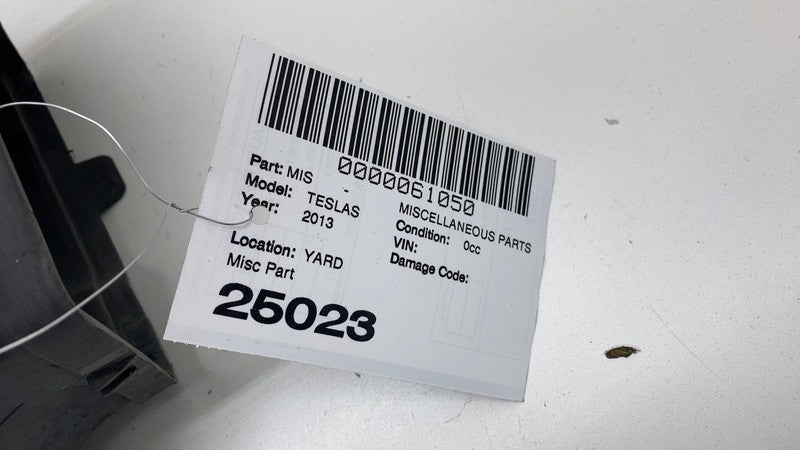 0000061050
Part: MIS - MISCELLANEOUS PARTS
Model: TESLAS Condition: 0cc
Year: 2013 VIN:
Damage Code:
Location: YARD
Misc Part
25023